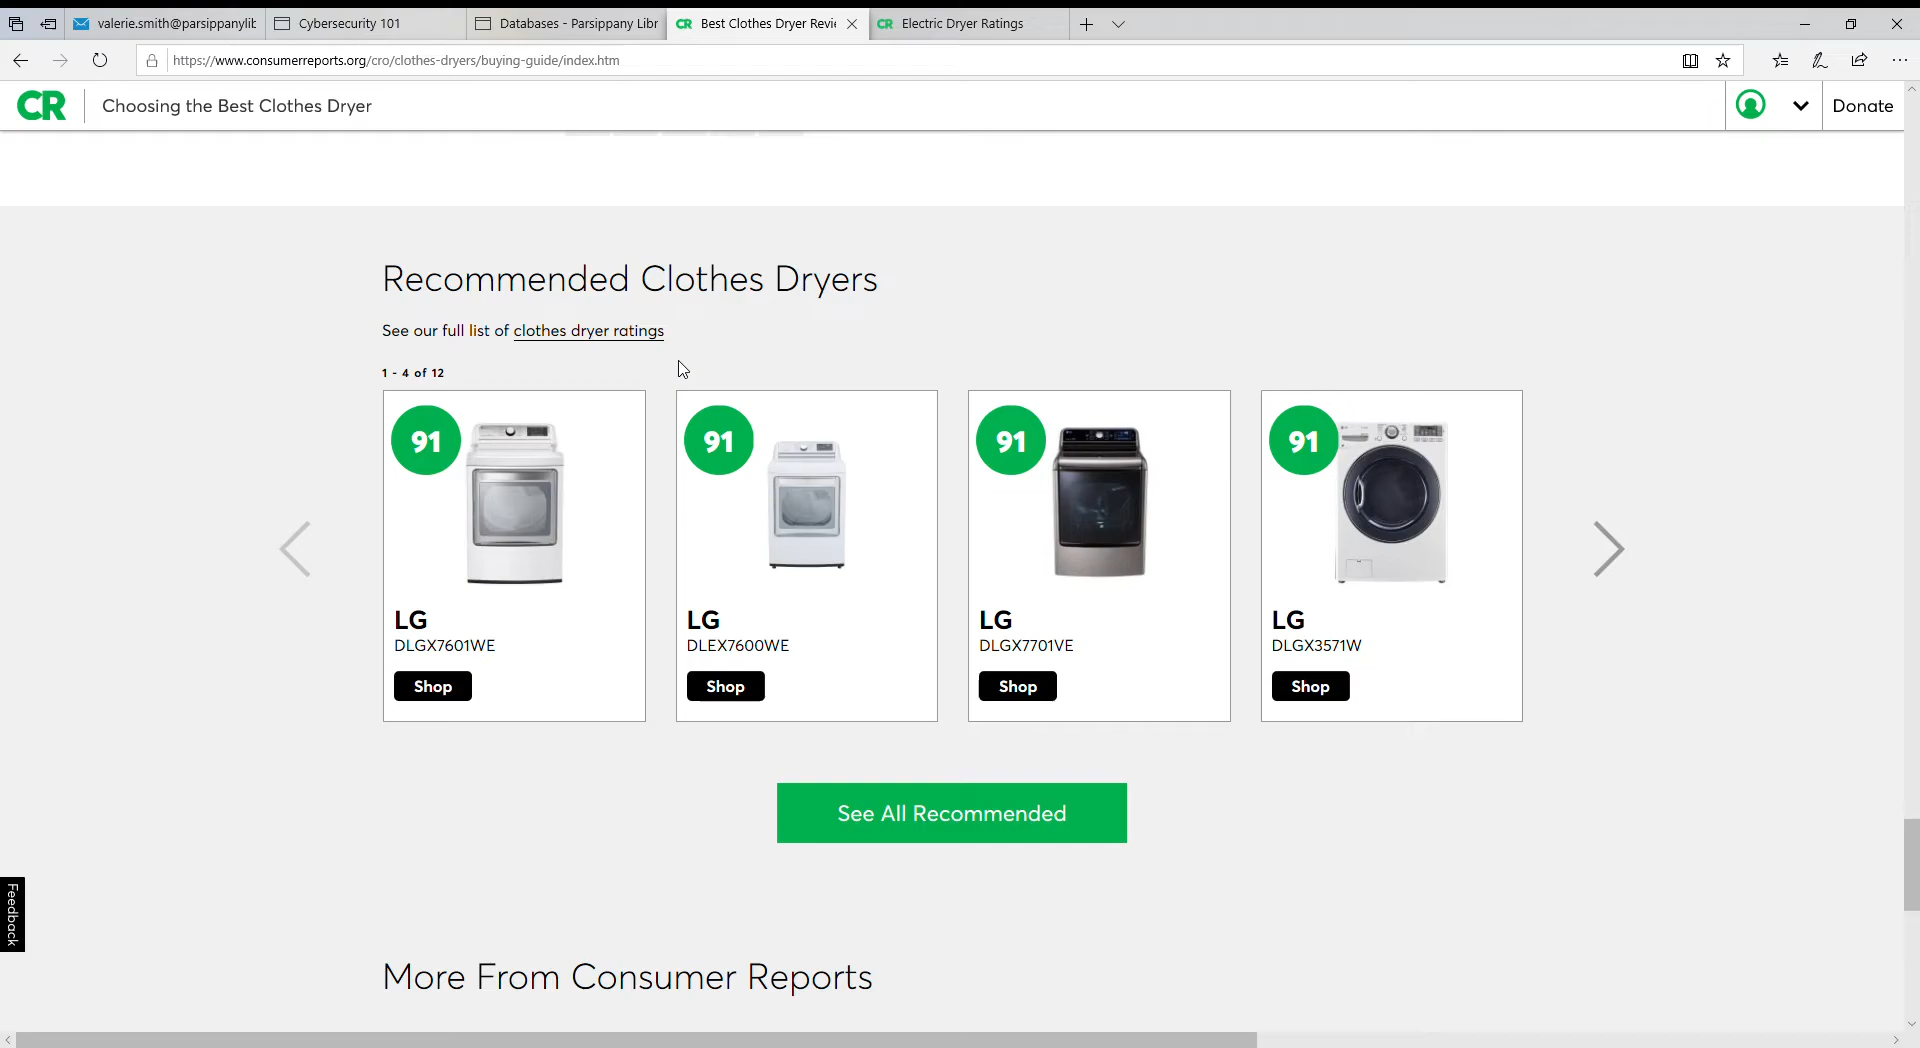 valerie.smith@parsippanylit
Cybersecurity 101
Databases - Parsippany Libr
CR Best Clothes Dryer Revie
CR Electric Dryer Ratings
https://www.consumerreports.org/cro/clothes-dryers/buying-guide/index.htm
CR Choosing the Best Clothes Dryer
Donate
Recommended Clothes Dryers
See our full list of clothes dryer ratings
1 - 4 of 12
91 91 91 91
LG LG LG LG
DLGX7601WE DLEX7600WE DLGX7701VE DLGX3571W
Shop Shop Shop Shop
See All Recommended
Feedback
More From Consumer Reports